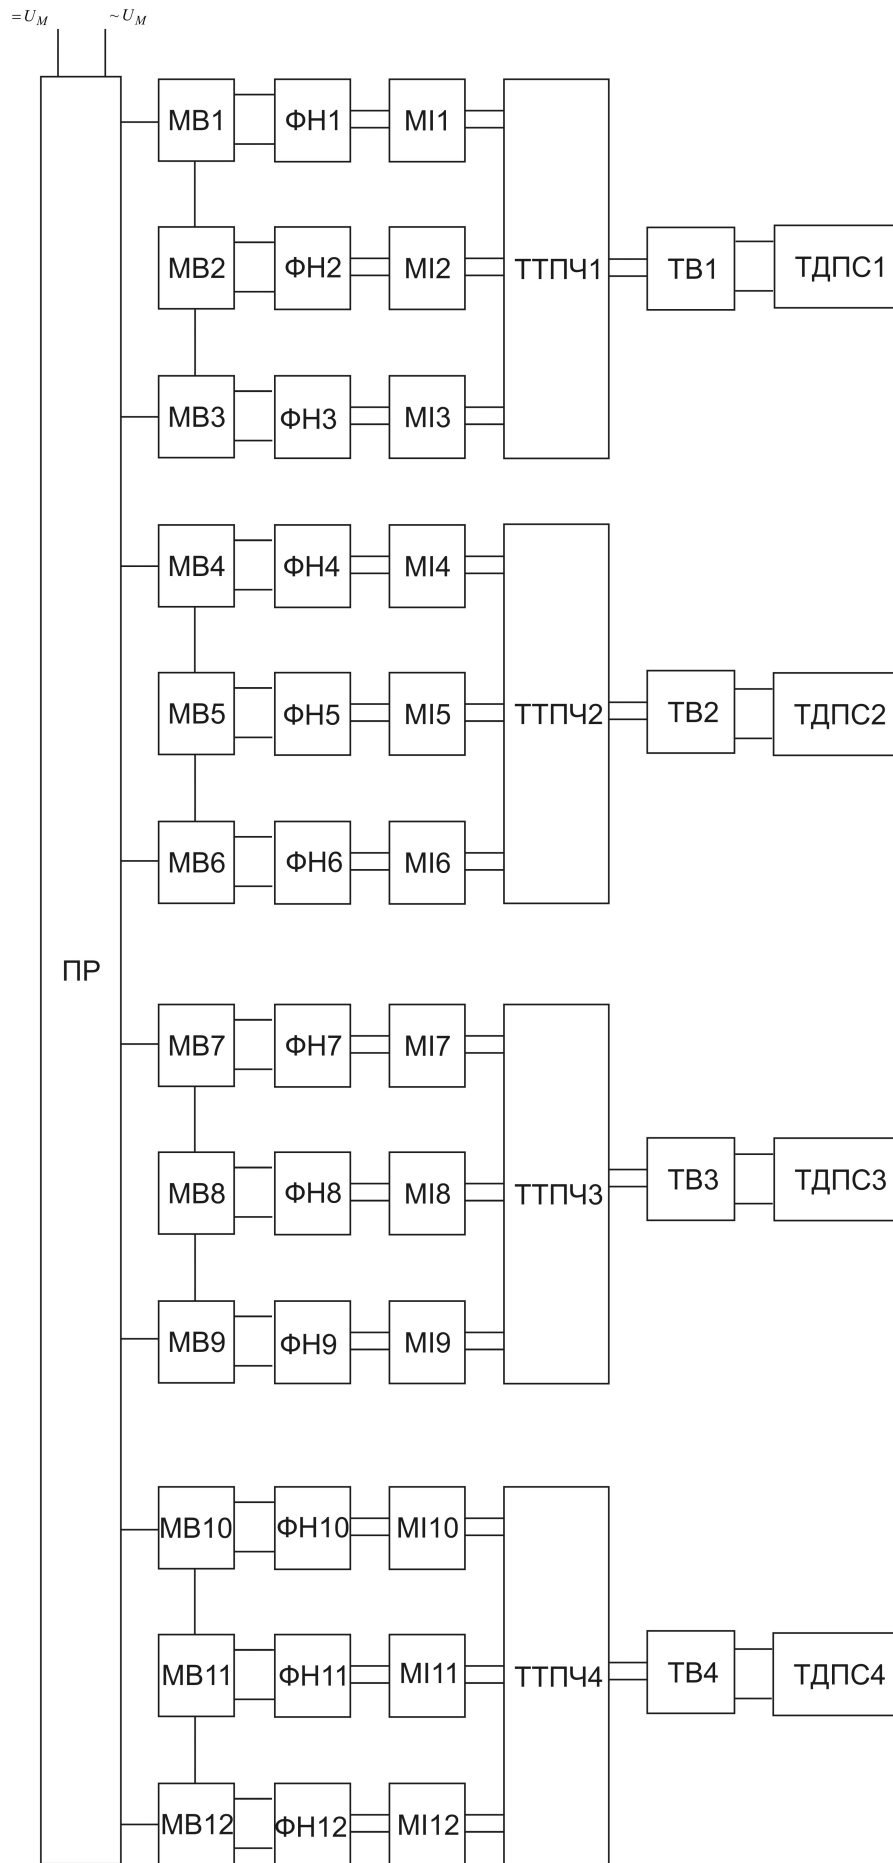 =U_M ~U_M
МВ1 ФН1 МІ1
МВ2 ФН2 МІ2 ТТПЧ1 ТВ1 ТДПС1
МВ3 ФН3 МІ3
МВ4 ФН4 МІ4
МВ5 ФН5 МІ5 ТТПЧ2 ТВ2 ТДПС2
МВ6 ФН6 МІ6
ПР
МВ7 ФН7 МІ7
МВ8 ФН8 МІ8 ТТПЧ3 ТВ3 ТДПС3
МВ9 ФН9 МІ9
МВ10 ФН10 МІ10
МВ11 ФН11 МІ11 ТТПЧ4 ТВ4 ТДПС4
МВ12 ФН12 МІ12